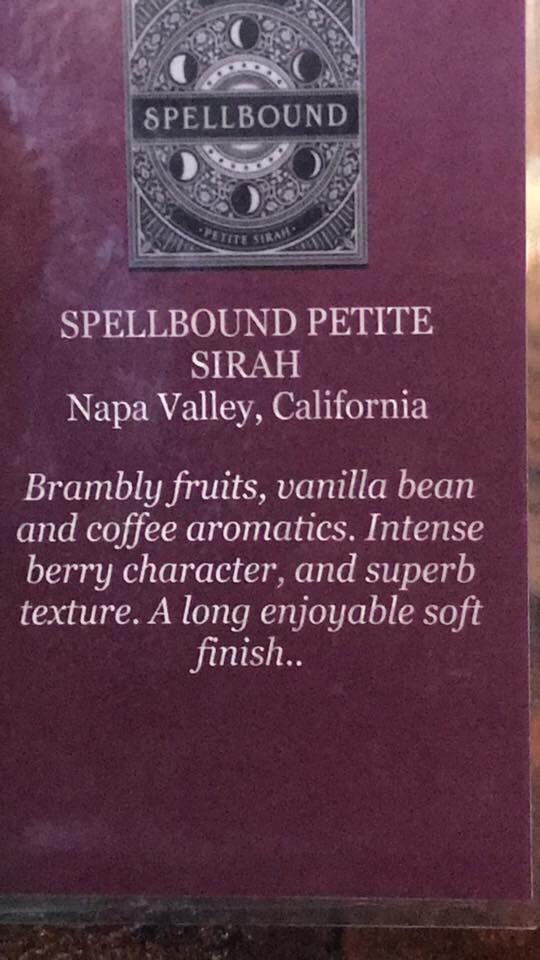 SPELLBOUND
·PETITE SIRAH·
SPELLBOUND PETITE
SIRAH
Napa Valley, California
Brambly fruits, vanilla bean
and coffee aromatics. Intense
berry character, and superb
texture. A long enjoyable soft
finish..